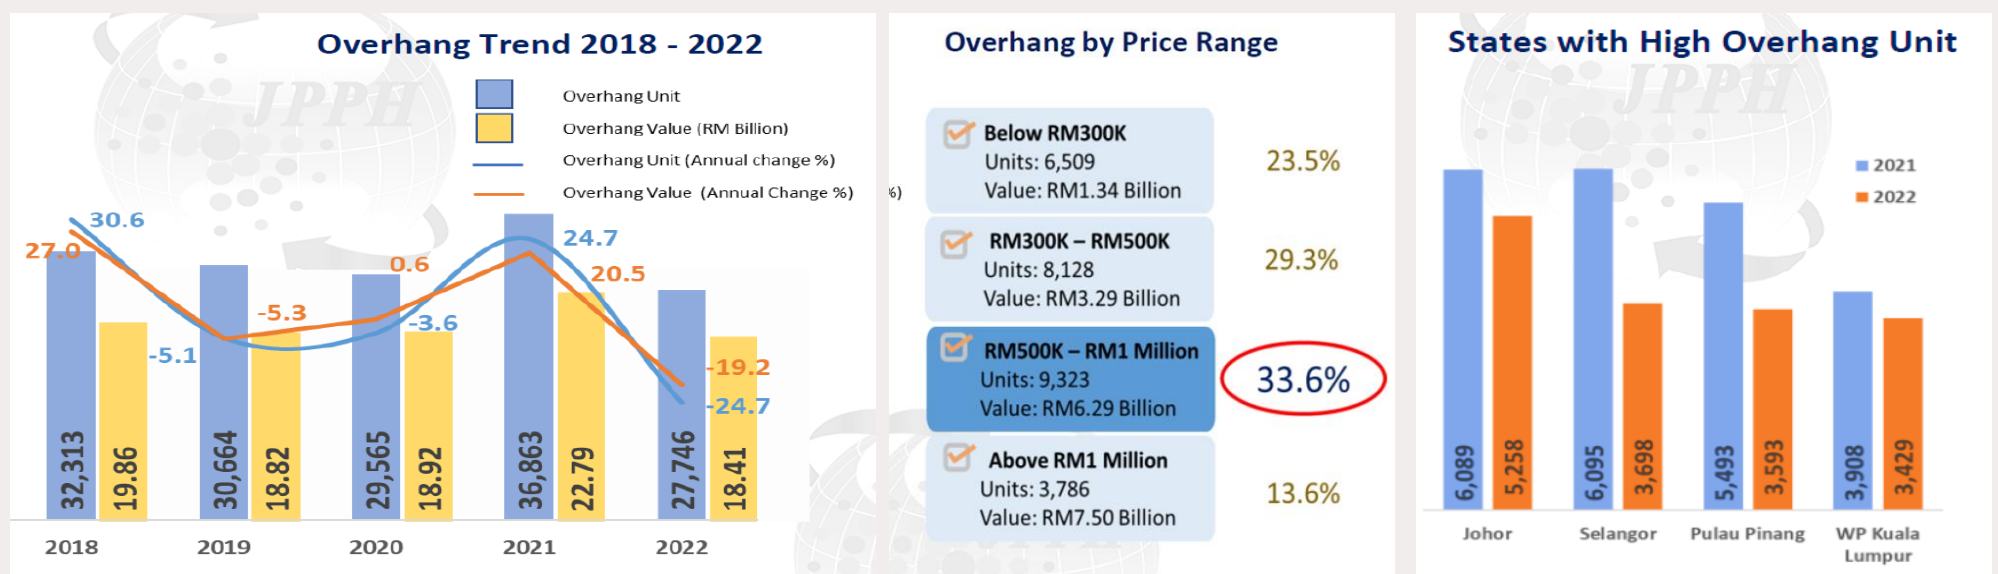 Overhang Trend 2018 - 2022
JPPH
Overhang Unit
Overhang Value (RM Billion)
Overhang Unit (Annual change %)
Overhang Value (Annual Change %)
30.6
27.0
-5.1
-5.3
0.6
-3.6
24.7
20.5
-19.2
-24.7
32,313
19.86
30,664
18.82
29,565
18.92
36,863
22.79
27,746
18.41
2018
2019
2020
2021
2022
Overhang by Price Range
%)
Below RM300K
Units: 6,509
Value: RM1.34 Billion
23.5%
RM300K – RM500K
Units: 8,128
Value: RM3.29 Billion
29.3%
RM500K – RM1 Million
Units: 9,323
Value: RM6.29 Billion
33.6%
Above RM1 Million
Units: 3,786
Value: RM7.50 Billion
13.6%
States with High Overhang Unit
JPPH
2021
2022
6,089
5,258
6,095
3,698
5,493
3,593
3,908
3,429
Johor
Selangor
Pulau Pinang
WP Kuala
Lumpur